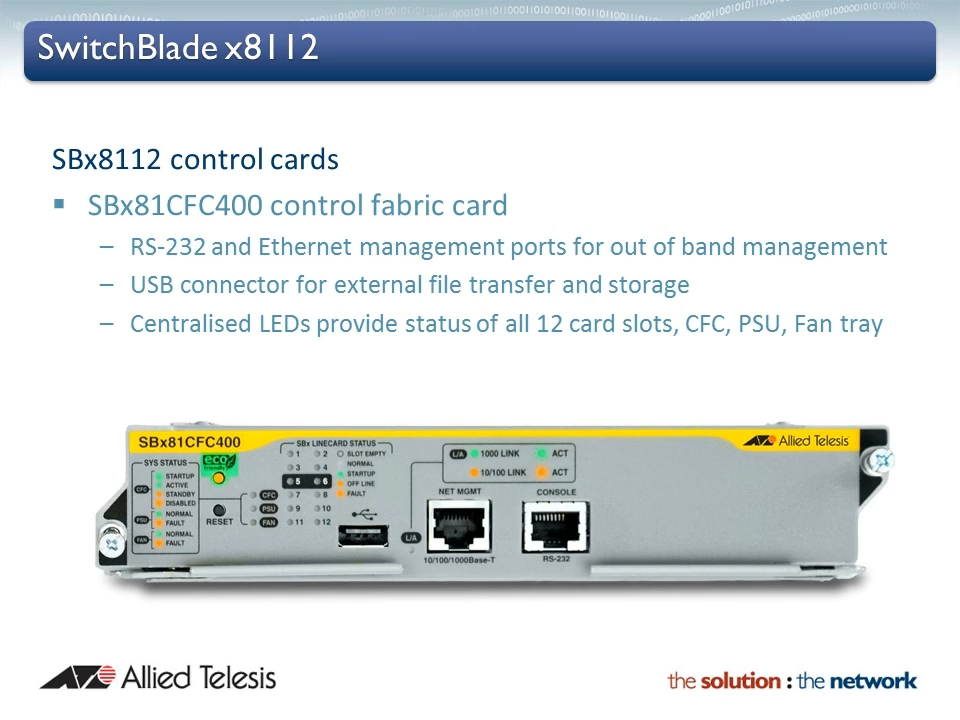 SwitchBlade x8112
SBx8112 control cards
▪ SBx81CFC400 control fabric card
– RS-232 and Ethernet management ports for out of band management
– USB connector for external file transfer and storage
– Centralised LEDs provide status of all 12 card slots, CFC, PSU, Fan tray
SBx81CFC400
Allied Telesis
SYS STATUS
CFC
STARTUP
ACTIVE
STANDBY
DISABLED
PSU
NORMAL
FAULT
FAN
NORMAL
FAULT
eco
friendly
RESET
CFC
PSU
FAN
SBx LINECARD STATUS
1 2
3 4
5 6
7 8
9 10
11 12
SLOT EMPTY
NORMAL
STARTUP
OFF LINE
FAULT
L/A 1000 LINK ACT
10/100 LINK ACT
L/A
NET MGMT
10/100/1000Base-T
CONSOLE
RS-232
Allied Telesis
the solution : the network